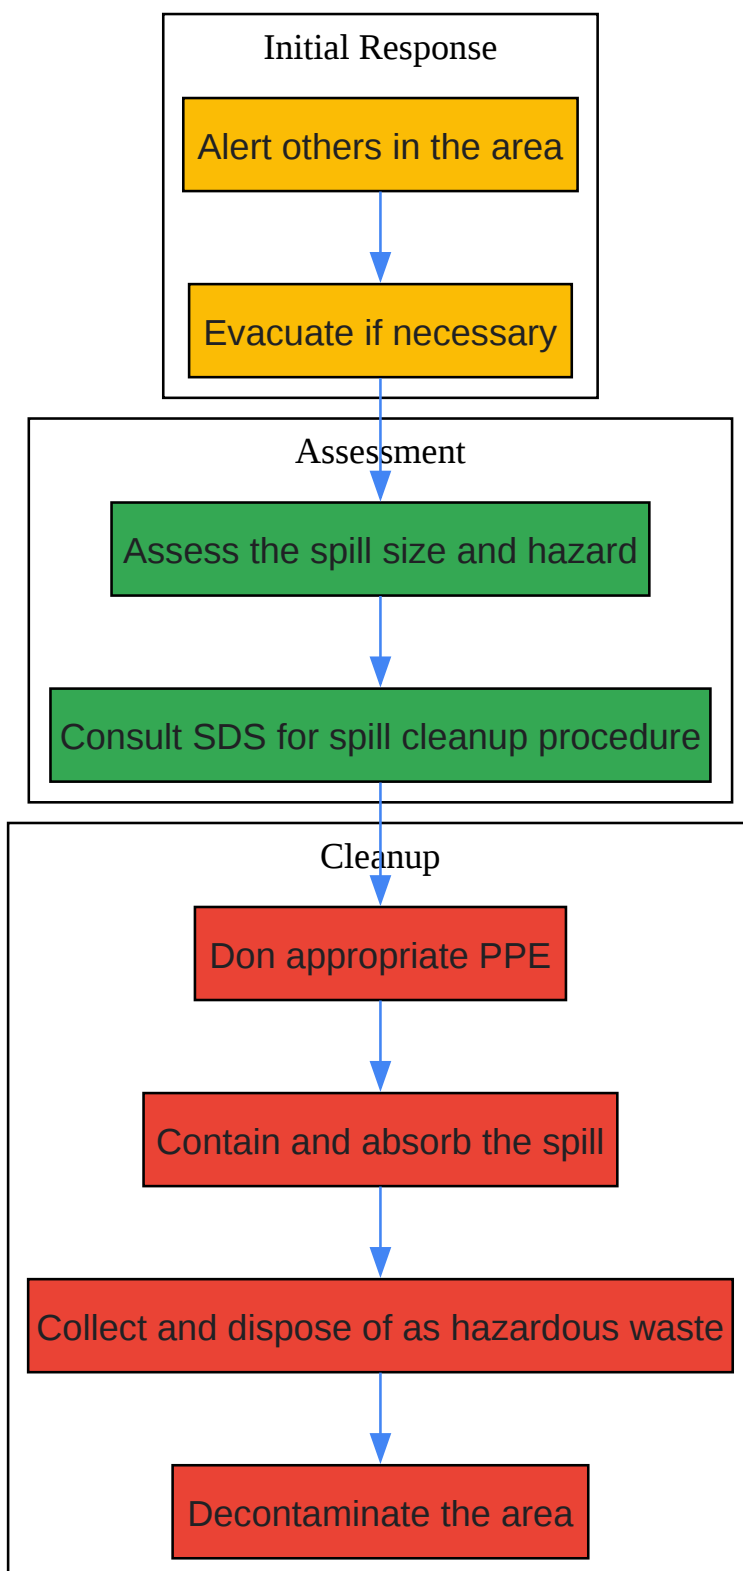 Initial Response
Alert others in the area
Evacuate if necessary
Assessment
Assess the spill size and hazard
Consult SDS for spill cleanup procedure
Cleanup
Don appropriate PPE
Contain and absorb the spill
Collect and dispose of as hazardous waste
Decontaminate the area